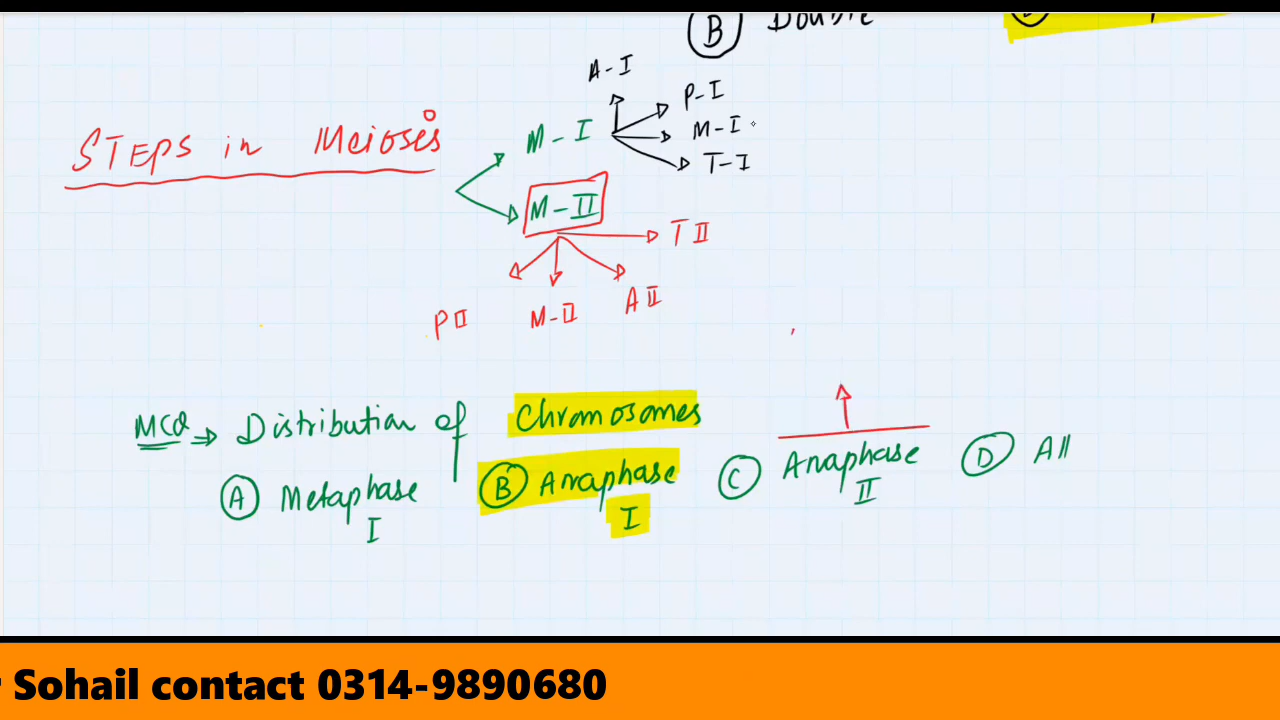 B Double
A-I
P-I
STEPS in Meioses M-I M-I
T-I
M-II
T II
P II M-II A II
MCQ ⇒ Distribution of Chromosomes
A Metaphase I B Anaphase I C Anaphase II D All
Sohail contact 0314-9890680